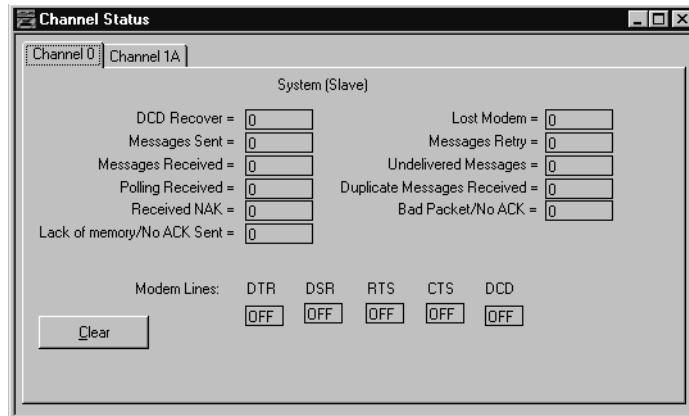 Channel Status
Channel 0 Channel 1A
System (Slave)
DCD Recover = 0 Lost Modem = 0
Messages Sent = 0 Messages Retry = 0
Messages Received = 0 Undelivered Messages = 0
Polling Received = 0 Duplicate Messages Received = 0
Received NAK = 0 Bad Packet/No ACK = 0
Lack of memory/No ACK Sent = 0
Modem Lines: DTR DSR RTS CTS DCD
OFF OFF OFF OFF OFF
Clear